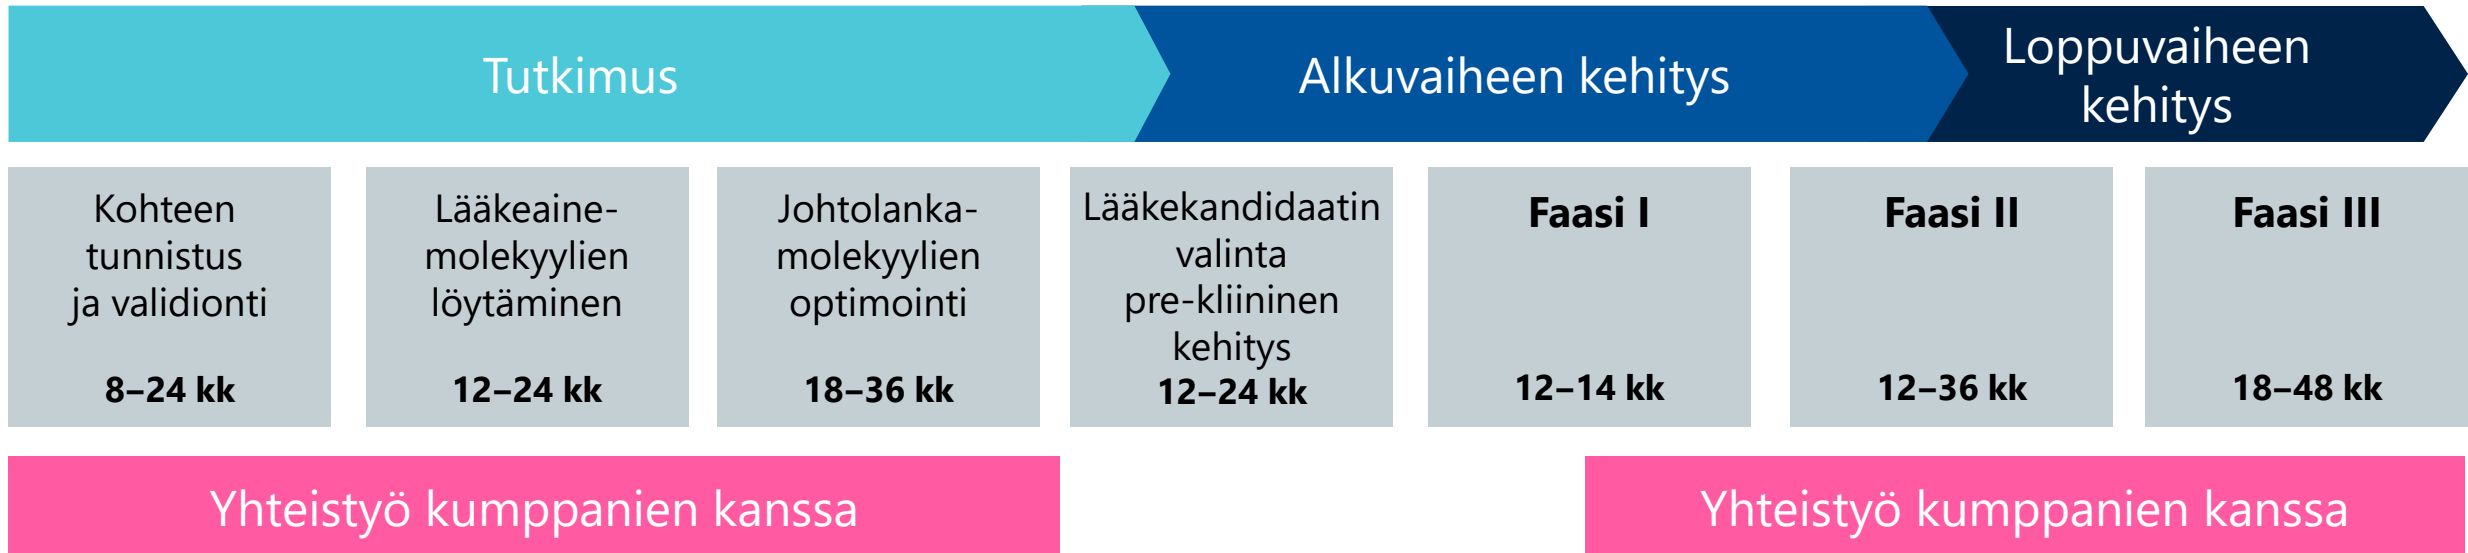 Tutkimus
Alkuvaiheen kehitys
Loppuvaiheen
kehitys
Kohteen
tunnistus
ja validionti
8–24 kk
Lääkeaine-
molekyylien
löytäminen
12–24 kk
Johtolanka-
molekyylien
optimointi
18–36 kk
Lääkekandidaatin
valinta
pre-kliininen
kehitys
12–24 kk
Faasi I
12–14 kk
Faasi II
12–36 kk
Faasi III
18–48 kk
Yhteistyö kumppanien kanssa
Yhteistyö kumppanien kanssa